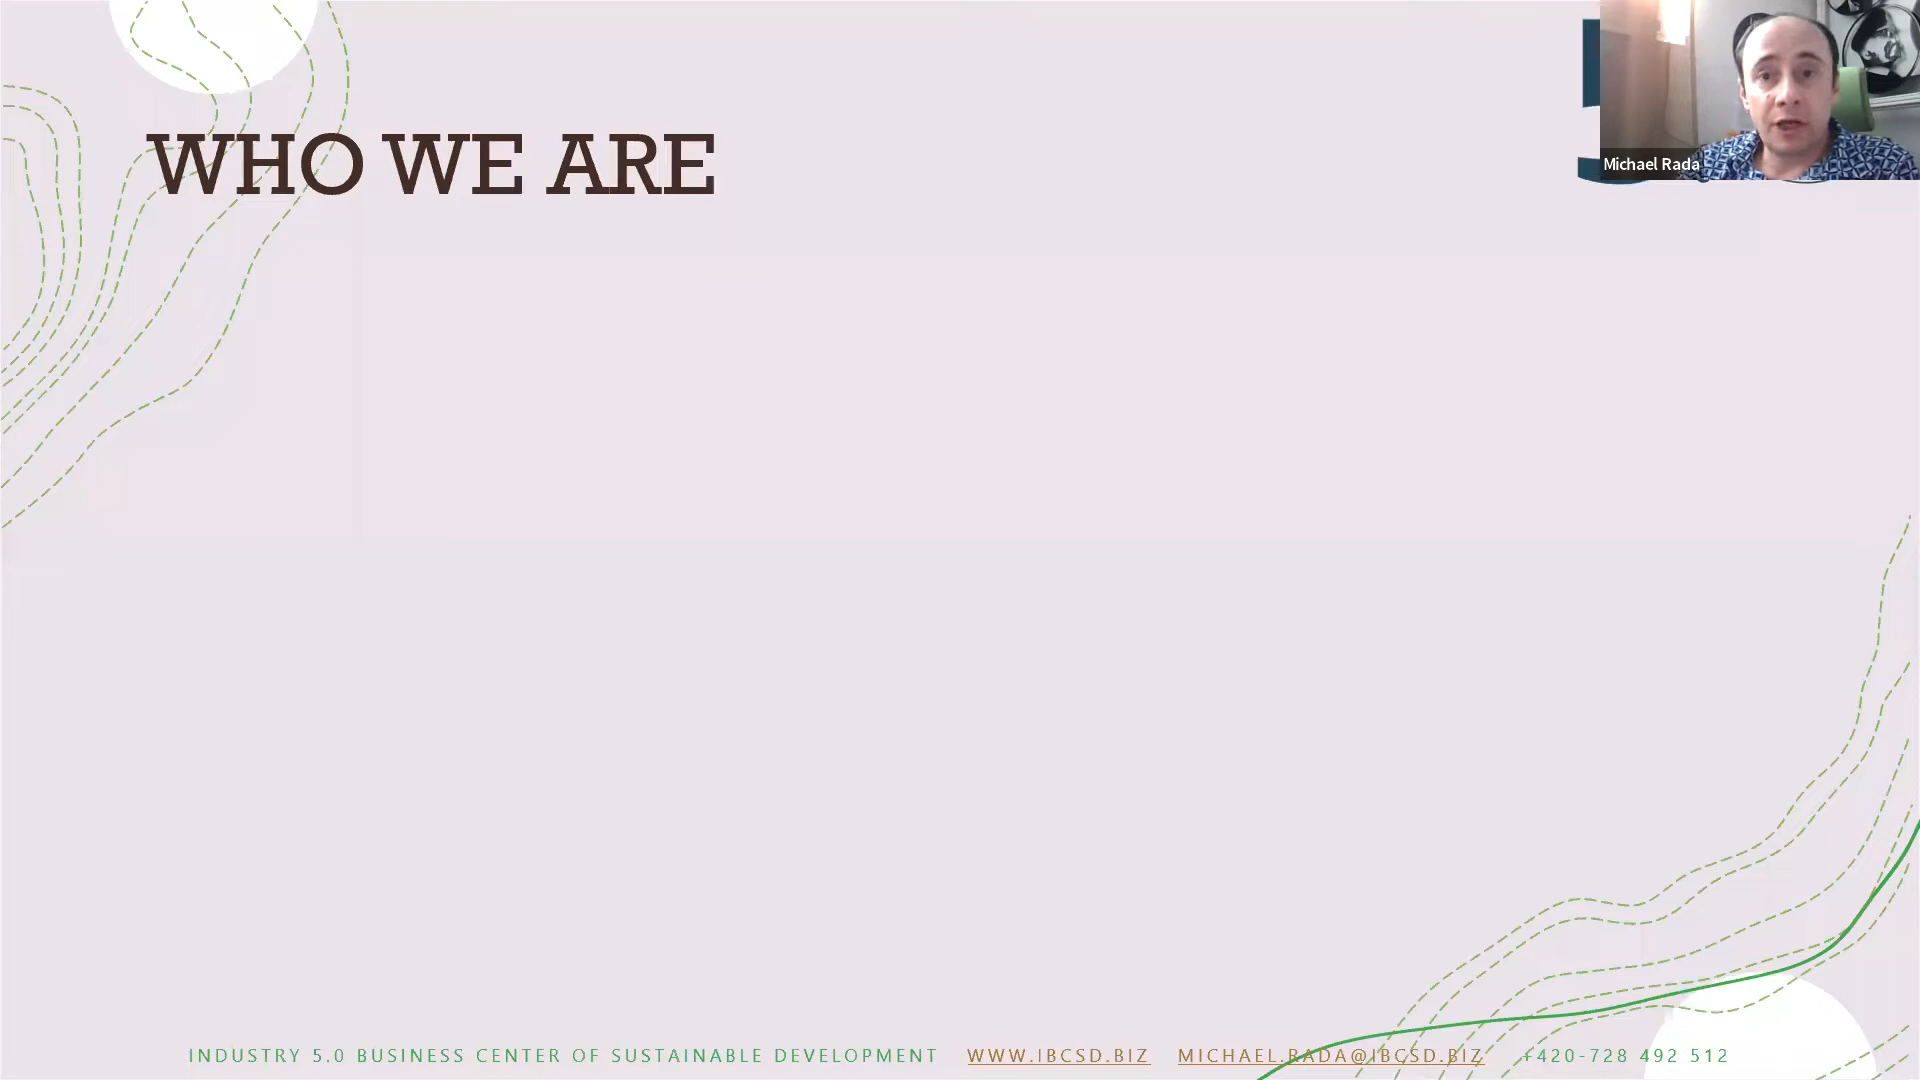 WHO WE ARE
Michael Rada
INDUSTRY 5.0 BUSINESS CENTER OF SUSTAINABLE DEVELOPMENT WWW.IBCSD.BIZ MICHAEL.RADA@IBCSD.BIZ +420-728 492 512